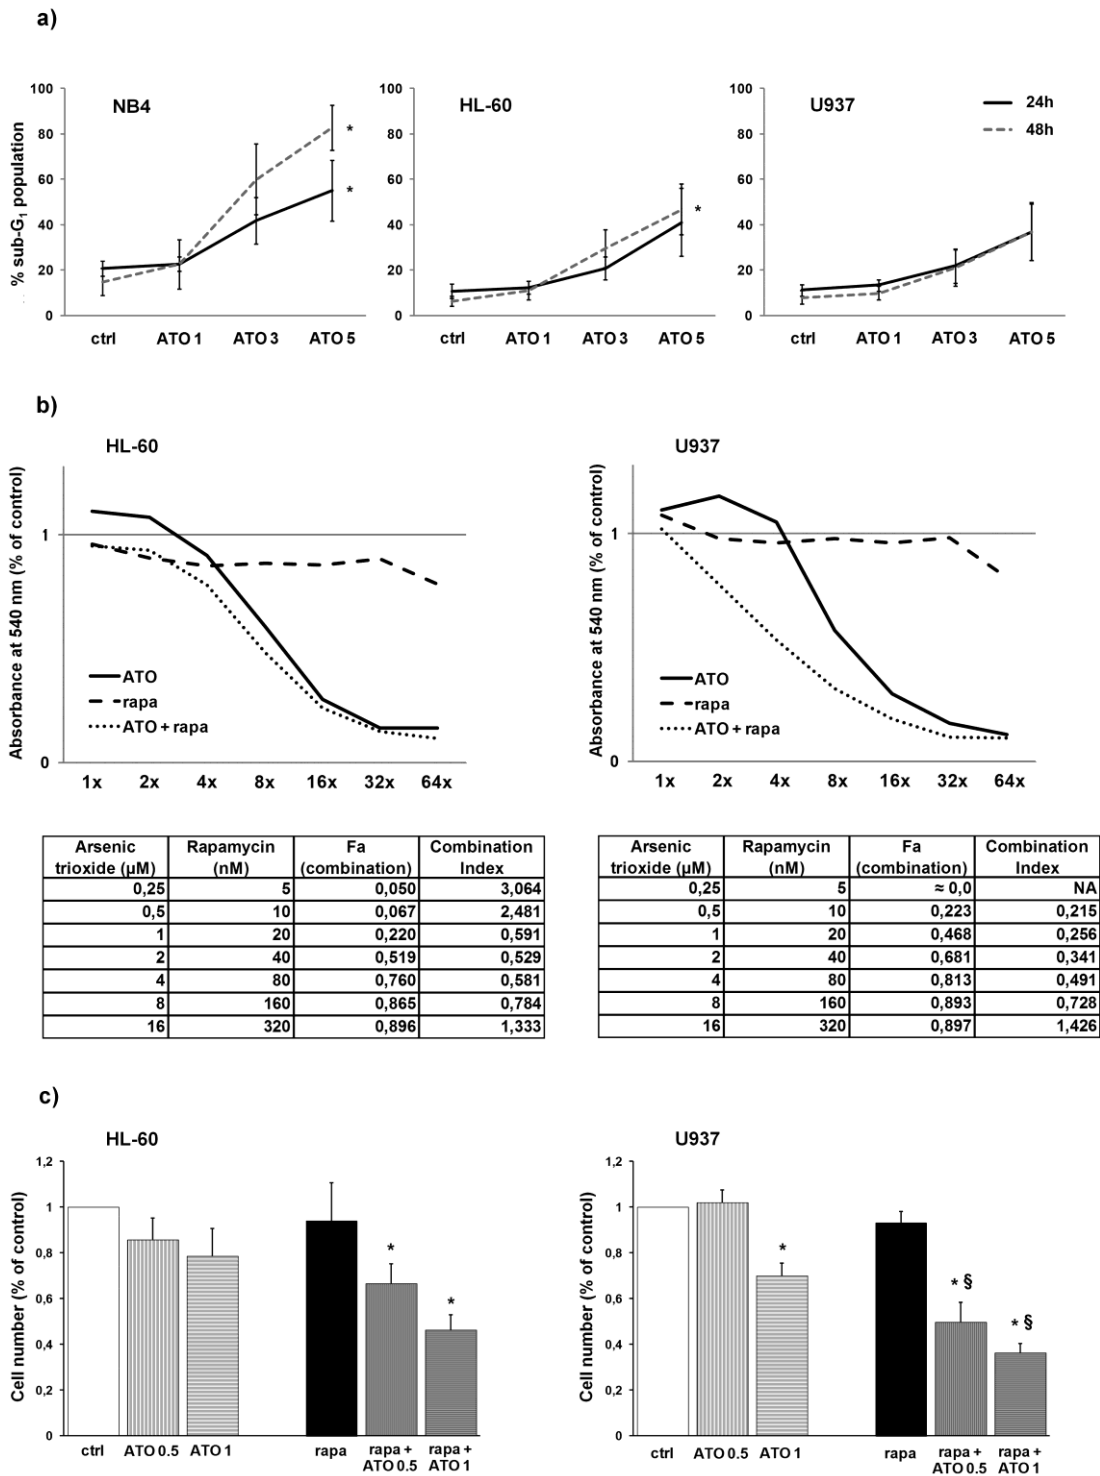 a)
NB4
HL-60
U937
24h
48h
% sub-G₁ population
100
80
60
40
20
0
ctrl ATO 1 ATO 3 ATO 5
*
*
100
80
60
40
20
0
ctrl ATO 1 ATO 3 ATO 5
*
100
80
60
40
20
0
ctrl ATO 1 ATO 3 ATO 5
b)
HL-60
Absorbance at 540 nm (% of control)
1
0
ATO
rapa
ATO + rapa
1x 2x 4x 8x 16x 32x 64x
U937
Absorbance at 540 nm (% of control)
1
0
ATO
rapa
ATO + rapa
1x 2x 4x 8x 16x 32x 64x
Arsenic Rapamycin Fa Combination
trioxide (µM) (nM) (combination) Index
0,25 5 0,050 3,064
0,5 10 0,067 2,481
1 20 0,220 0,591
2 40 0,519 0,529
4 80 0,760 0,581
8 160 0,865 0,784
16 320 0,896 1,333
Arsenic Rapamycin Fa Combination
trioxide (µM) (nM) (combination) Index
0,25 5 ≈ 0,0 NA
0,5 10 0,223 0,215
1 20 0,468 0,256
2 40 0,681 0,341
4 80 0,813 0,491
8 160 0,893 0,728
16 320 0,897 1,426
c)
HL-60
Cell number (% of control)
1,2
1
0,8
0,6
0,4
0,2
0
*
*
ctrl ATO 0.5 ATO 1 rapa rapa + rapa +
ATO 0.5 ATO 1
U937
Cell number (% of control)
1,2
1
0,8
0,6
0,4
0,2
0
*
* §
* §
ctrl ATO 0.5 ATO 1 rapa rapa + rapa +
ATO 0.5 ATO 1